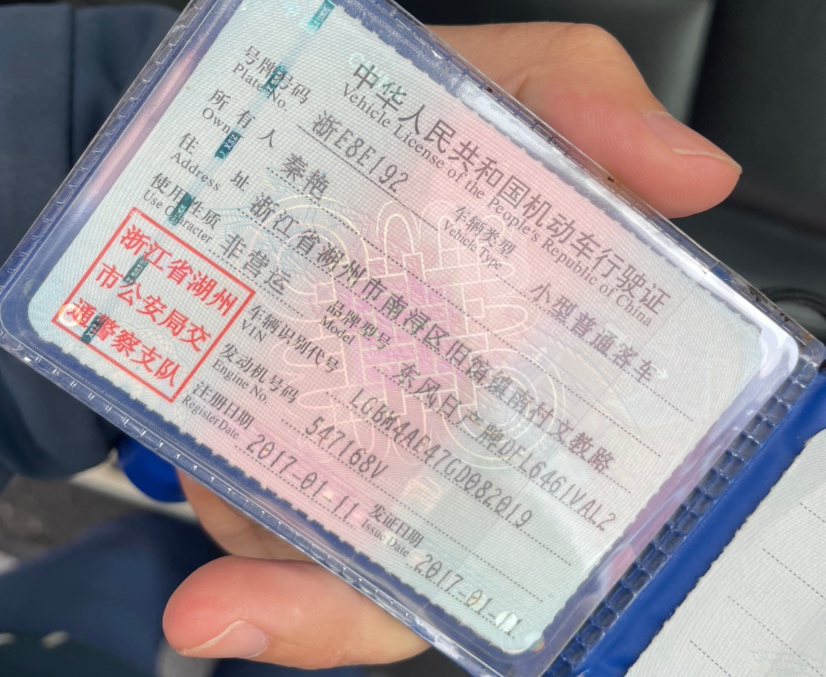 中华人民共和国机动车行驶证
Vehicle License of the People's Republic of China
号牌号码 浙E8E192 车辆类型 小型普通客车
Plate No. Vehicle Type
所有人 秦艳
Own
住址 浙江省湖州市南浔区旧馆镇南村文教路
Address
使用性质 非营运 品牌型号 东风日产牌DFL6461VAL2
Use Character Model
浙江省湖州
市公安局交
通警察支队
车辆识别代号 LGBM4AE47GD082019
VIN
发动机号码 547168V
Engine No.
注册日期 2017-01-11 发证日期 2017-01-11
Register Date Issue Date